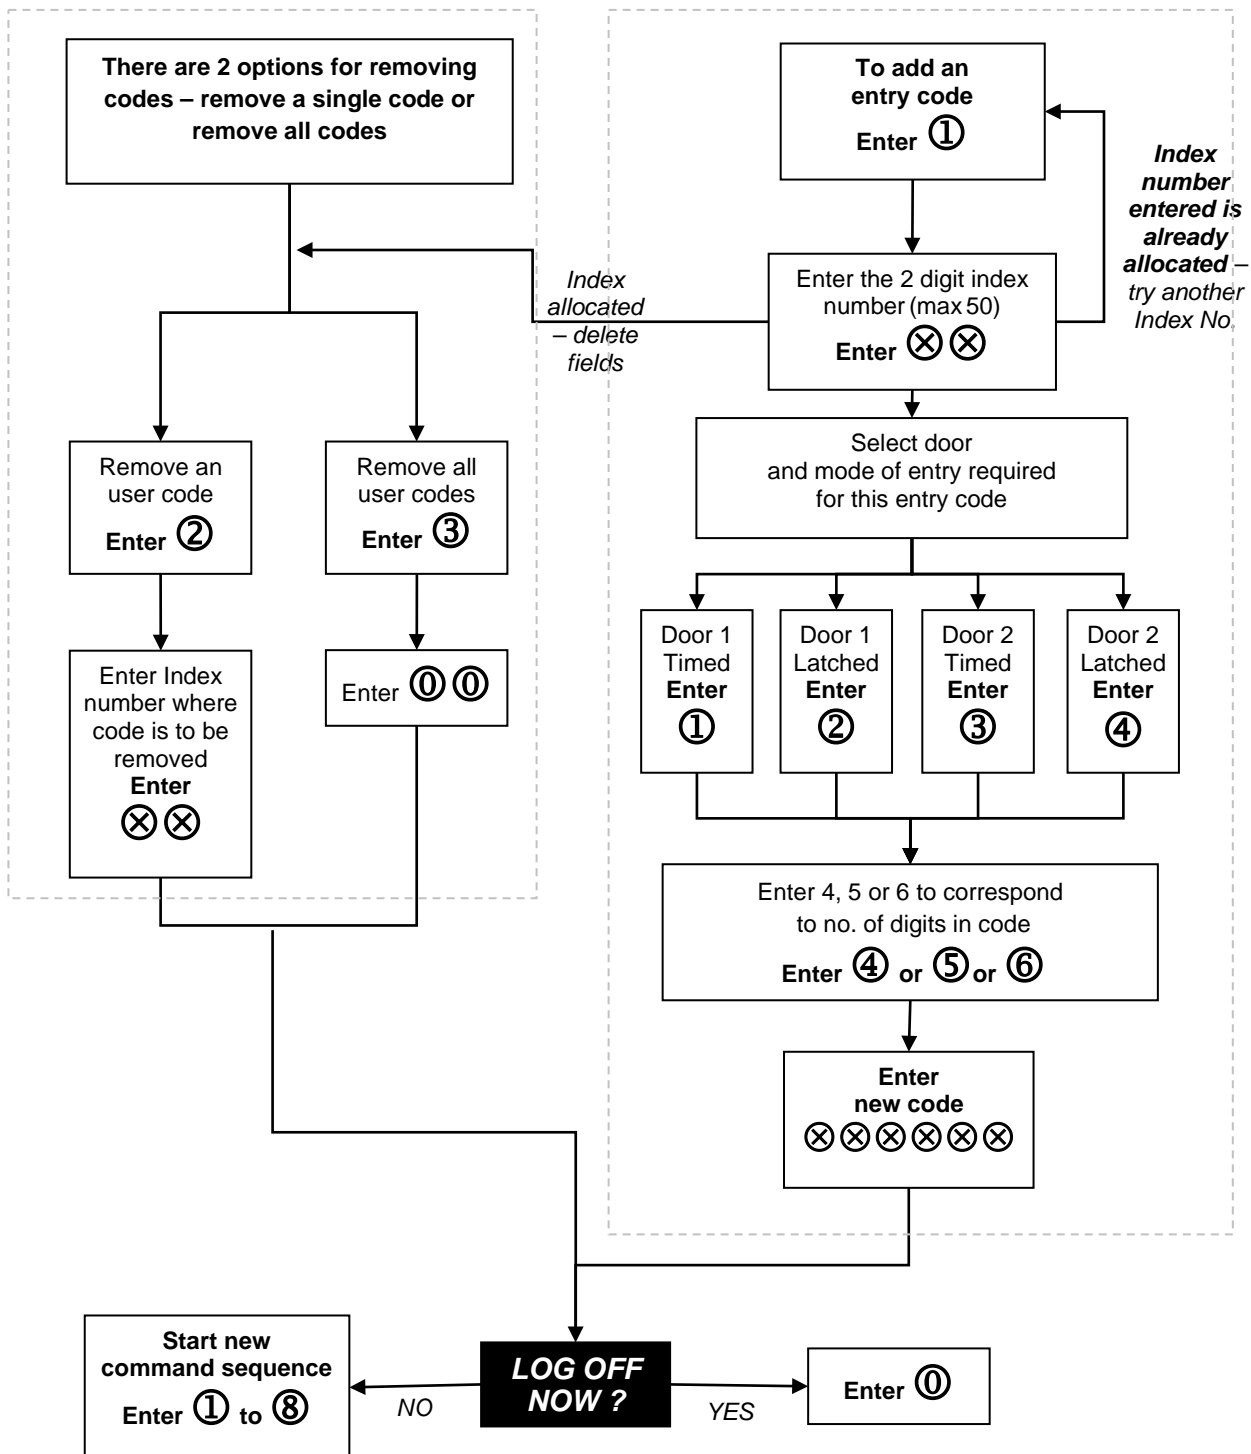 There are 2 options for removing
codes – remove a single code or
remove all codes
To add an
entry code
Enter ①
Index
number
entered is
already
allocated –
try another
Index No.
Index
allocated
– delete
fields
Enter the 2 digit index
number (max 50)
Enter ⊗ ⊗
Select door
and mode of entry required
for this entry code
Remove an
user code
Enter ②
Remove all
user codes
Enter ③
Enter Index
number where
code is to be
removed
Enter
⊗ ⊗
Enter ⓪ ⓪
Door 1
Timed
Enter
①
Door 1
Latched
Enter
②
Door 2
Timed
Enter
③
Door 2
Latched
Enter
④
Enter 4, 5 or 6 to correspond
to no. of digits in code
Enter ④ or ⑤ or ⑥
Enter
new code
⊗ ⊗ ⊗ ⊗ ⊗ ⊗
Start new
command sequence
Enter ① to ⑧
NO
LOG OFF
NOW ?
YES
Enter ⓪